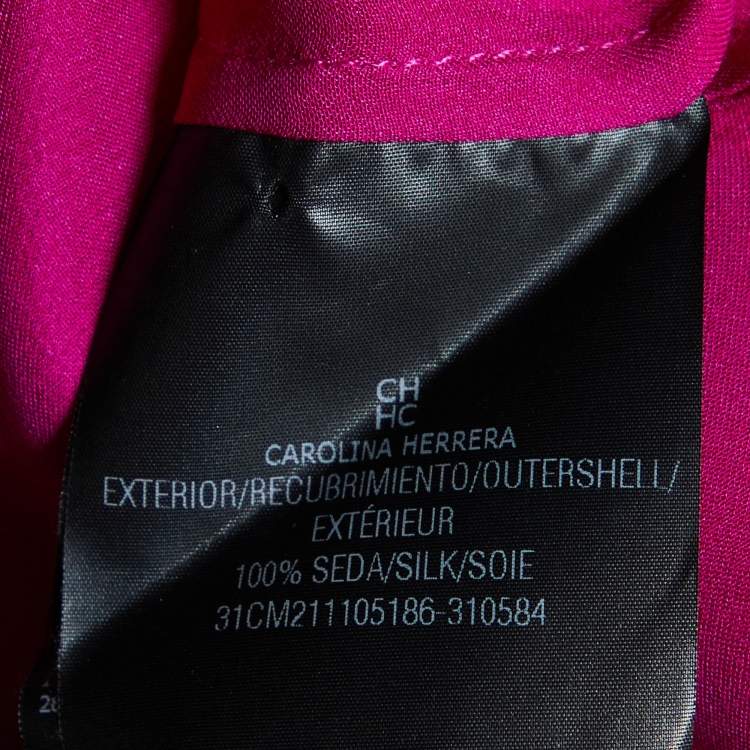 CH
HC
CAROLINA HERRERA
EXTERIOR/RECUBRIMIENTO/OUTERSHELL/
EXTÉRIEUR
100% SEDA/SILK/SOIE
31CM211105186-310584